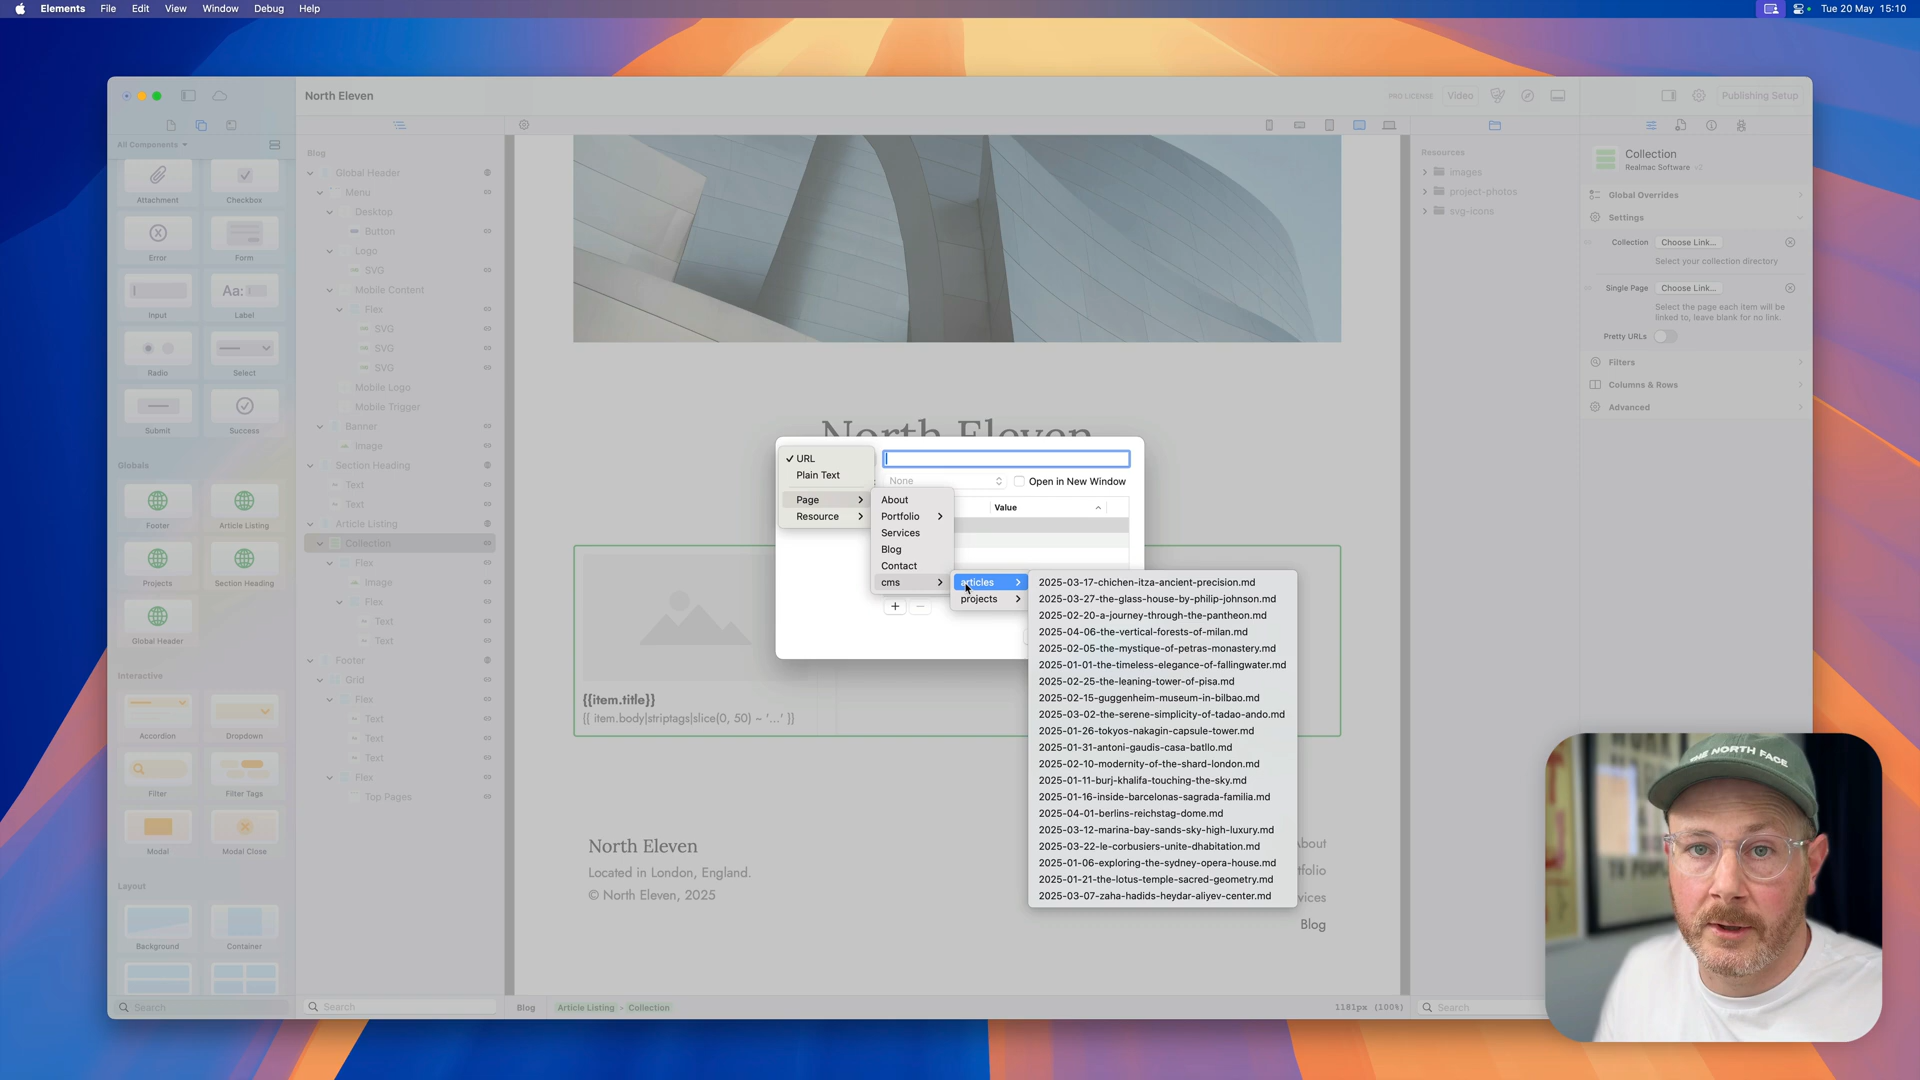 Elements File Edit View Window Debug Help
Tue 20 May 15:10
North Eleven
PRO LICENSE Video
Publishing Setup
All Components
Attachment Checkbox
Error Form
Aa:
Input Label
Radio Select
Submit Success
Globals
Footer Article Listing
Projects Section Heading
Global Header
Interactive
Accordion Dropdown
Filter Filter Tags
Modal Modal Close
Layout
Background Container
Search
Blog
Global Header
Menu
Desktop
Button
Logo
SVG
Mobile Content
Flex
SVG
SVG
SVG
Mobile Logo
Mobile Trigger
Banner
Image
Section Heading
Text
Text
Article Listing
Collection
Flex
Image
Flex
Text
Text
Footer
Grid
Flex
Text
Text
Text
Flex
Top Pages
Search
North Eleven
URL
Plain Text
Page
Resource
None
Open in New Window
Value
About
Portfolio
Services
Blog
Contact
cms
articles
projects
2025-03-17-chichen-itza-ancient-precision.md
2025-03-27-the-glass-house-by-philip-johnson.md
2025-02-20-a-journey-through-the-pantheon.md
2025-04-06-the-vertical-forests-of-milan.md
2025-02-05-the-mystique-of-petras-monastery.md
2025-01-01-the-timeless-elegance-of-fallingwater.md
2025-02-25-the-leaning-tower-of-pisa.md
2025-02-15-guggenheim-museum-in-bilbao.md
2025-03-02-the-serene-simplicity-of-tadao-ando.md
2025-01-26-tokyos-nakagin-capsule-tower.md
2025-01-31-antoni-gaudis-casa-batllo.md
2025-02-10-modernity-of-the-shard-london.md
2025-01-11-burj-khalifa-touching-the-sky.md
2025-01-16-inside-barcelonas-sagrada-familia.md
2025-04-01-berlins-reichstag-dome.md
2025-03-12-marina-bay-sands-sky-high-luxury.md
2025-03-22-le-corbusiers-unite-dhabitation.md
2025-01-06-exploring-the-sydney-opera-house.md
2025-01-21-the-lotus-temple-sacred-geometry.md
2025-03-07-zaha-hadids-heydar-aliyev-center.md
{{item.title}}
{{ item.body|striptags|slice(0, 50) ~ '...' }}
North Eleven
Located in London, England.
© North Eleven, 2025
Blog
Blog Article Listing Collection
1181px (100%)
Resources
images
project-photos
svg-icons
Search
Collection
Realmac Software v2
Global Overrides
Settings
Collection Choose Link...
Select your collection directory
Single Page Choose Link...
Select the page each item will be
linked to, leave blank for no link.
Pretty URLs
Filters
Columns & Rows
Advanced
THE NORTH FACE